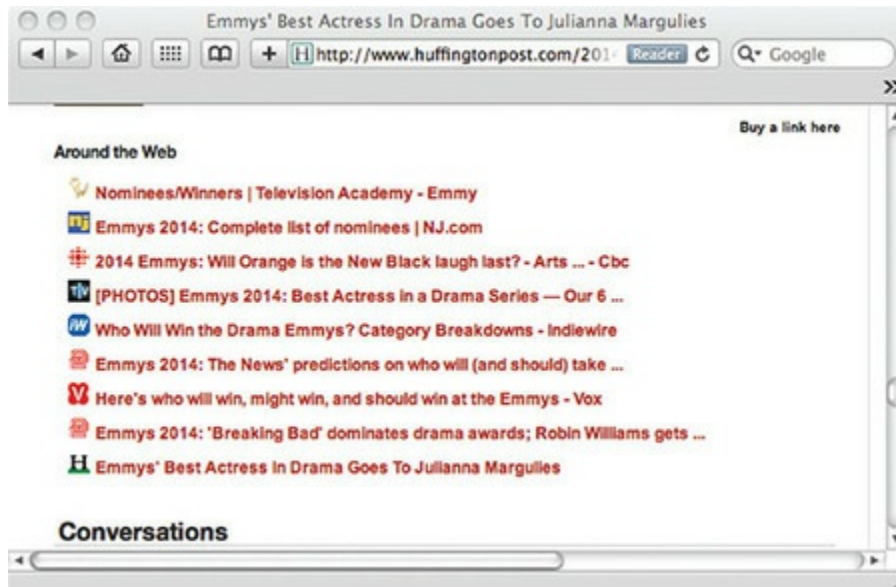 Emmys' Best Actress In Drama Goes To Julianna Margulies
http://www.huffingtonpost.com/201 Reader Google
Buy a link here
Around the Web
Nominees/Winners | Television Academy - Emmy
nj Emmys 2014: Complete list of nominees | NJ.com
2014 Emmys: Will Orange is the New Black laugh last? - Arts ... - Cbc
[PHOTOS] Emmys 2014: Best Actress in a Drama Series — Our 6 ...
iW Who Will Win the Drama Emmys? Category Breakdowns - Indiewire
Emmys 2014: The News' predictions on who will (and should) take ...
V Here's who will win, might win, and should win at the Emmys - Vox
Emmys 2014: 'Breaking Bad' dominates drama awards; Robin Williams gets ...
H Emmys' Best Actress In Drama Goes To Julianna Margulies
Conversations